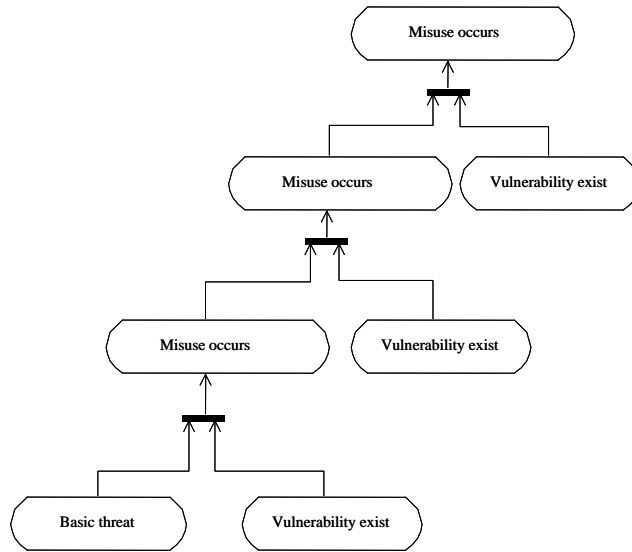 Misuse occurs
Misuse occurs
Vulnerability exist
Misuse occurs
Vulnerability exist
Basic threat
Vulnerability exist